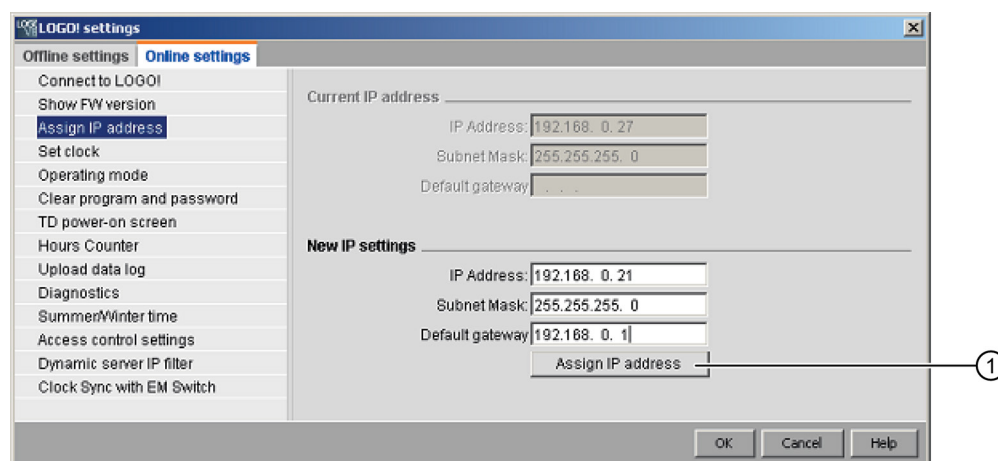 LOGO! settings
Offline settings Online settings
Connect to LOGO!
Show FW version
Assign IP address
Set clock
Operating mode
Clear program and password
TD power-on screen
Hours Counter
Upload data log
Diagnostics
Summer/Winter time
Access control settings
Dynamic server IP filter
Clock Sync with EM Switch
Current IP address
IP Address: 192.168. 0. 27
Subnet Mask: 255.255.255. 0
Default gateway . . .
New IP settings
IP Address: 192.168. 0. 21
Subnet Mask: 255.255.255. 0
Default gateway 192.168. 0. 1
Assign IP address
1
OK Cancel Help